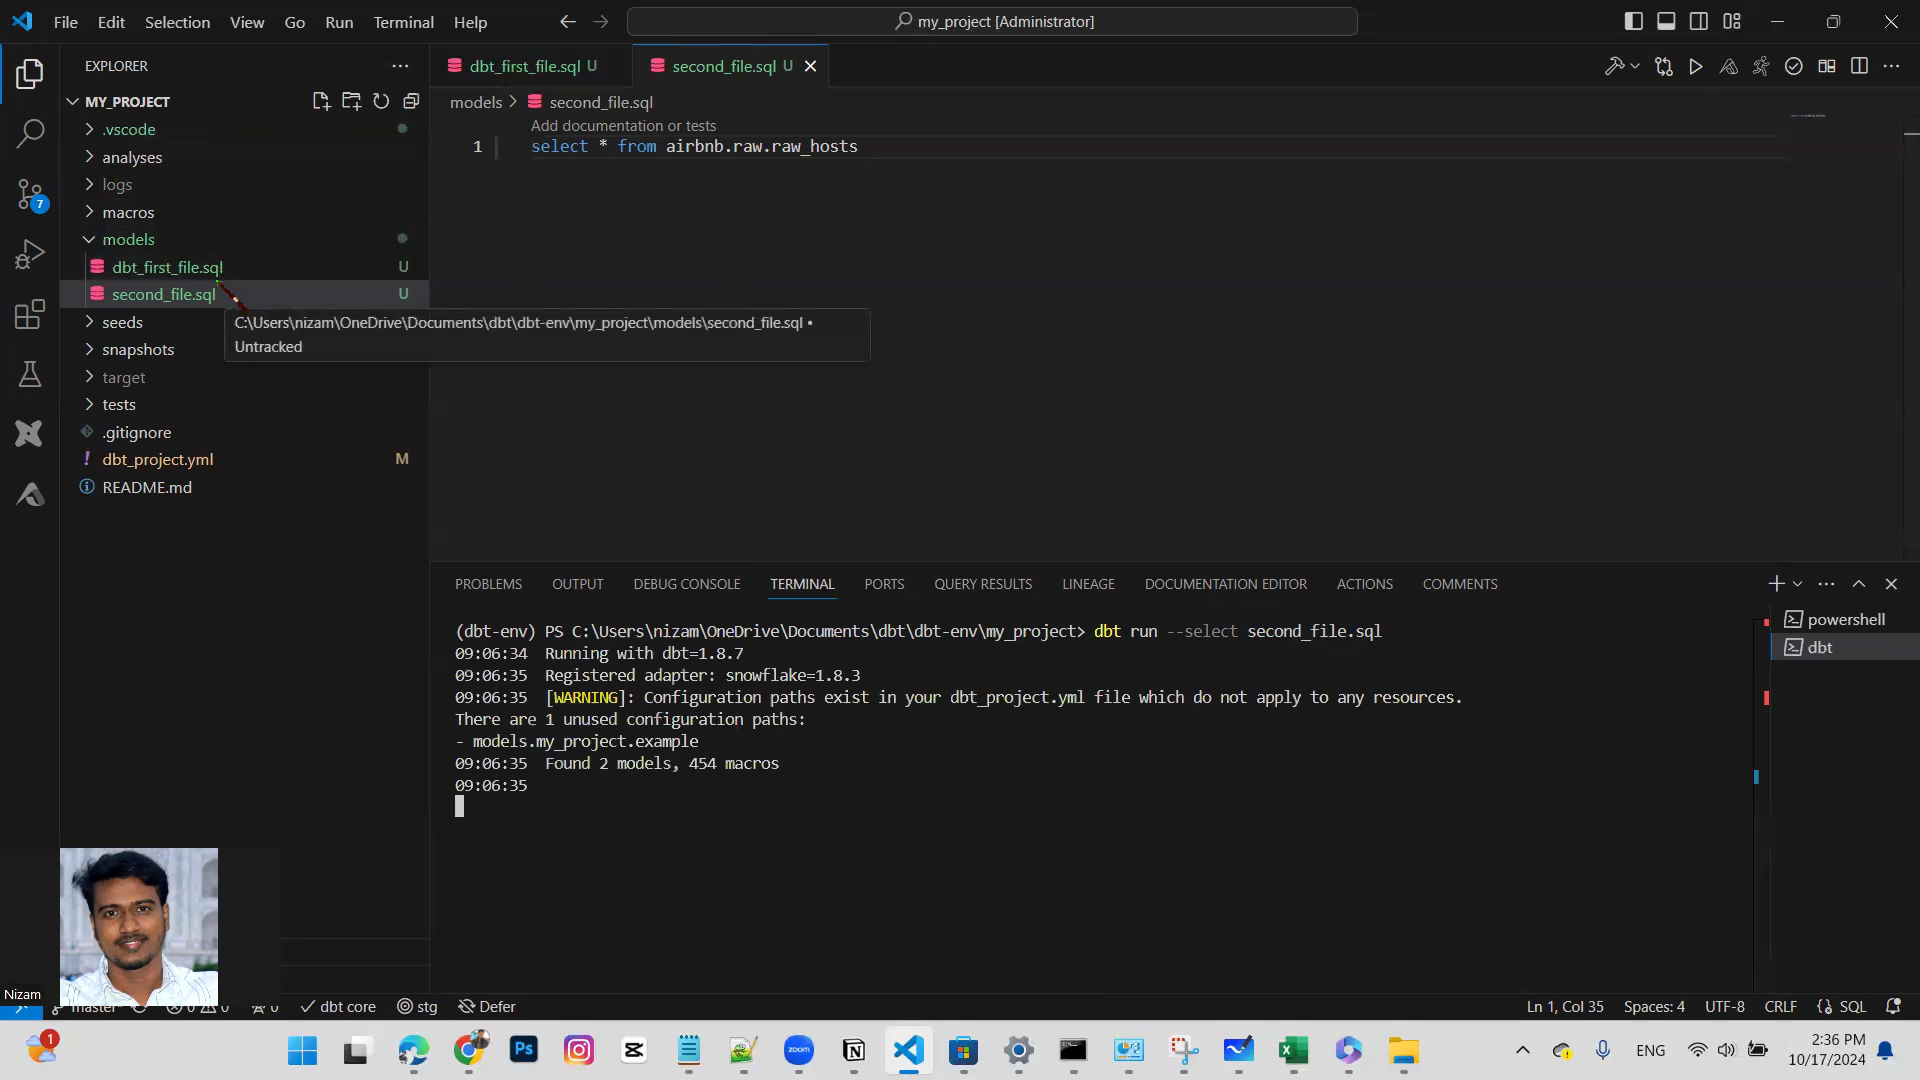 File Edit Selection View Go Run Terminal Help
my_project [Administrator]
EXPLORER
MY_PROJECT
.vscode
analyses
logs
macros
models
dbt_first_file.sql U
second_file.sql U
seeds
snapshots
target
tests
.gitignore
dbt_project.yml M
README.md
7
C:\Users\nizam\OneDrive\Documents\dbt\dbt-env\my_project\models\second_file.sql •
Untracked
dbt_first_file.sql U
second_file.sql U
models > second_file.sql
Add documentation or tests
1 select * from airbnb.raw.raw_hosts
PROBLEMS OUTPUT DEBUG CONSOLE TERMINAL PORTS QUERY RESULTS LINEAGE DOCUMENTATION EDITOR ACTIONS COMMENTS
(dbt-env) PS C:\Users\nizam\OneDrive\Documents\dbt\dbt-env\my_project> dbt run --select second_file.sql
09:06:34 Running with dbt=1.8.7
09:06:35 Registered adapter: snowflake=1.8.3
09:06:35 [WARNING]: Configuration paths exist in your dbt_project.yml file which do not apply to any resources.
There are 1 unused configuration paths:
- models.my_project.example
09:06:35 Found 2 models, 454 macros
09:06:35
powershell
dbt
Nizam
dbt core stg Defer
Ln 1, Col 35 Spaces: 4 UTF-8 CRLF SQL
1
Ps
zoom
ENG
2:36 PM
10/17/2024